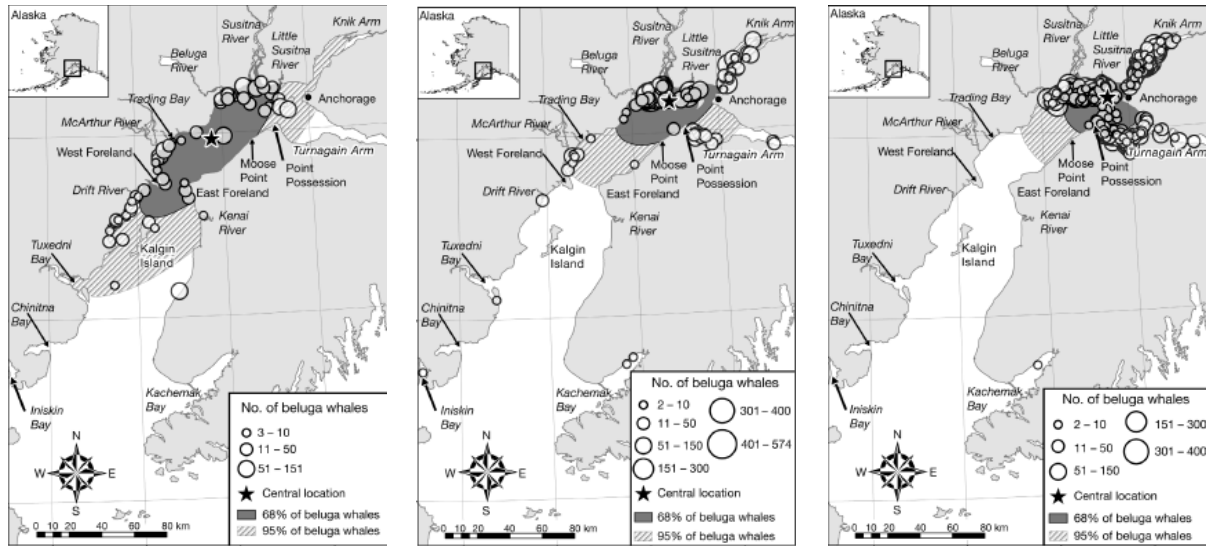 Alaska
Susitna
River
Knik Arm
Little
Susitna
River
Beluga
River
Trading Bay
Anchorage
McArthur River
West Foreland
Turnagain Arm
Moose
Point
Point
Possession
Drift River
East Foreland
Kenai
River
Tuxedni
Bay
Kalgin
Island
Chinitna
Bay
Kachemak
Bay
Iniskin
Bay
N
W
E
S
0 10 20 40 60 80 km
No. of beluga whales
3 – 10
11 – 50
51 – 151
Central location
68% of beluga whales
95% of beluga whales
Alaska
Susitna
River
Knik Arm
Little
Susitna
River
Beluga
River
Trading Bay
Anchorage
McArthur River
West Foreland
Turnagain Arm
Moose
Point
Point
Possession
Drift River
East Foreland
Kenai
River
Tuxedni
Bay
Kalgin
Island
Chinitna
Bay
Kachemak
Bay
Iniskin
Bay
N
W
E
S
0 10 20 40 60 80 km
No. of beluga whales
2 – 10
11 – 50
51 – 150
151 – 300
301 – 400
401 – 574
Central location
68% of beluga whales
95% of beluga whales
Alaska
Susitna
River
Knik Arm
Little
Susitna
River
Beluga
River
Trading Bay
Anchorage
McArthur River
West Foreland
Turnagain Arm
Moose
Point
Point
Possession
Drift River
East Foreland
Kenai
River
Tuxedni
Bay
Kalgin
Island
Chinitna
Bay
Kachemak
Bay
Iniskin
Bay
N
W
E
S
0 10 20 40 60 80 km
No. of beluga whales
2 – 10
11 – 50
51 – 150
151 – 300
301 – 400
Central location
68% of beluga whales
95% of beluga whales